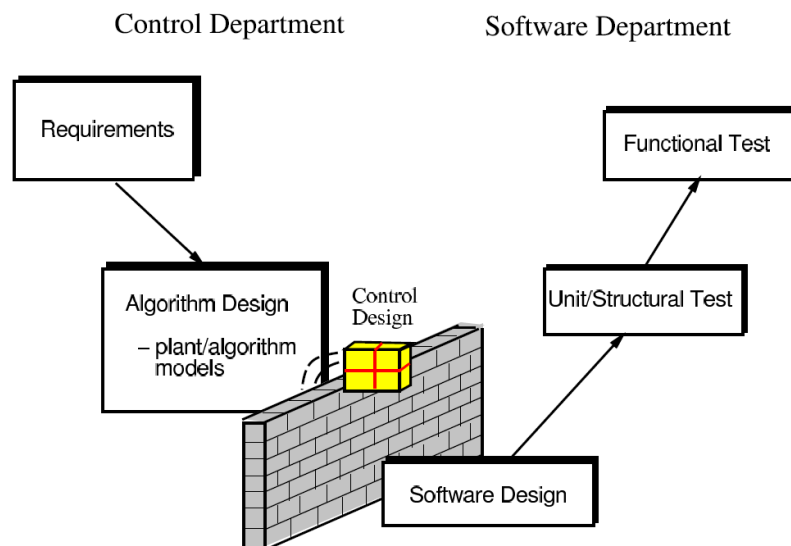 Control Department
Software Department
Requirements
Functional Test
Algorithm Design
– plant/algorithm
models
Control
Design
Unit/Structural Test
Software Design